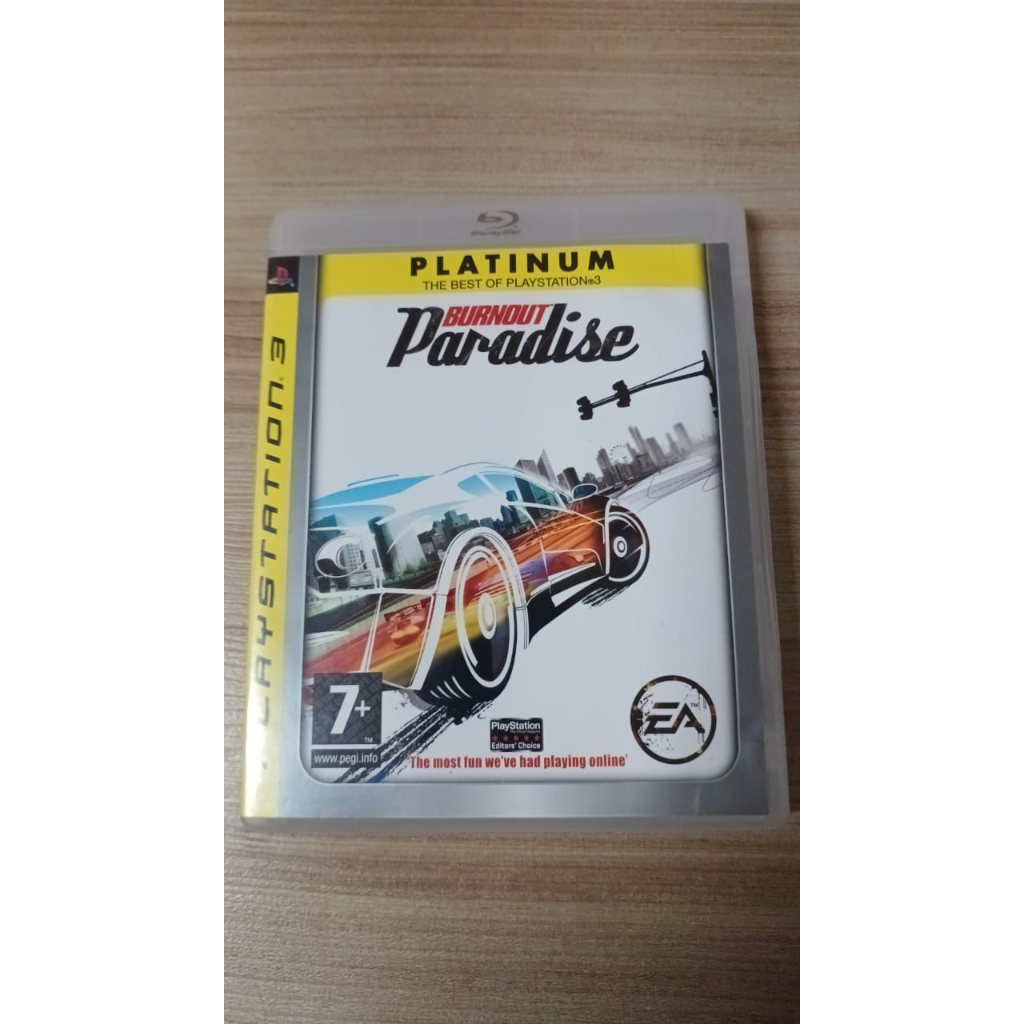 Blu-ray Disc
PLATINUM
THE BEST OF PLAYSTATION®3
BURNOUT
Paradise
PLAYSTATION® 3
7+
™
www.pegi.info
PlayStation
Editors' Choice
'The most fun we've had playing online'
EA